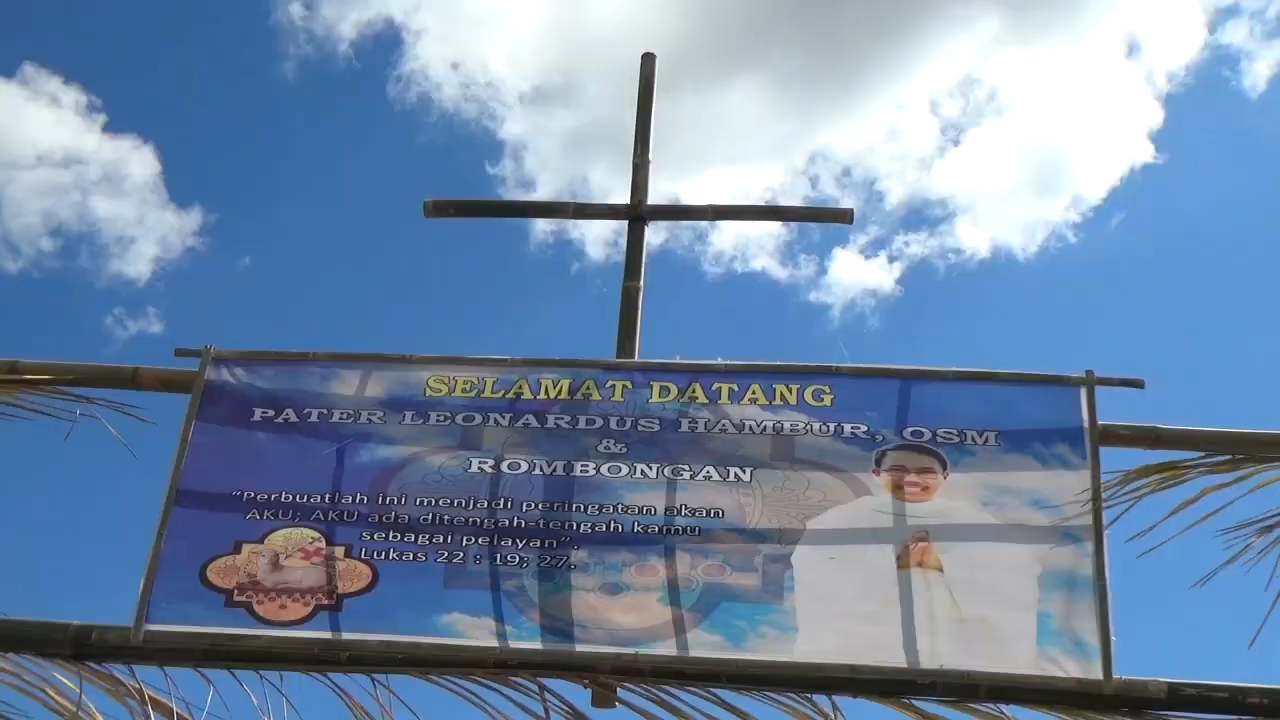 SELAMAT DATANG
PATER LEONARDUS HAMBUR, OSM
&
ROMBONGAN
“Perbuatlah ini menjadi peringatan akan
AKU; AKU ada ditengah-tengah kamu
sebagai pelayan”.
Lukas 22 : 19; 27.